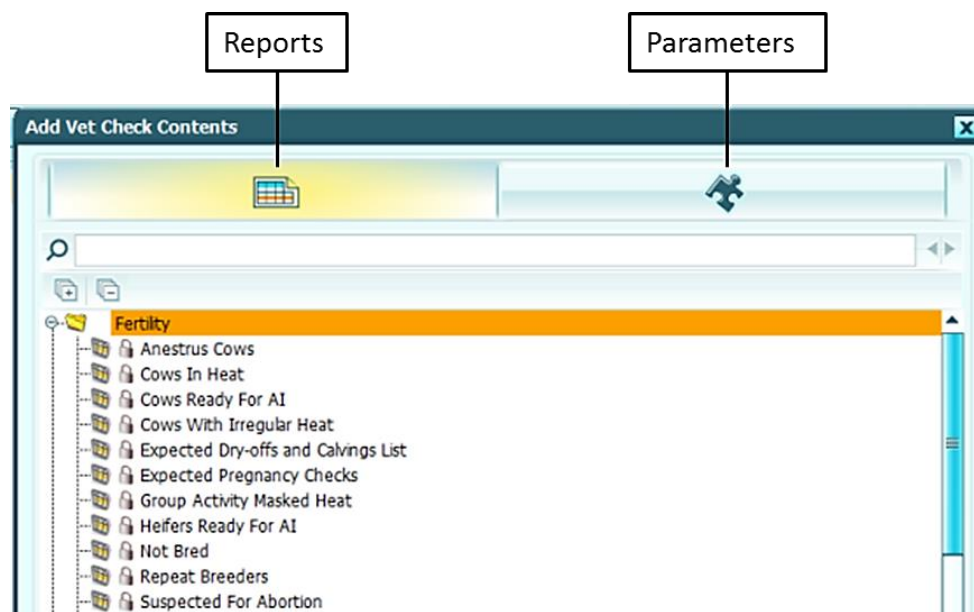 Reports
Parameters
Add Vet Check Contents
Fertility
Anestrus Cows
Cows In Heat
Cows Ready For AI
Cows With Irregular Heat
Expected Dry-offs and Calvings List
Expected Pregnancy Checks
Group Activity Masked Heat
Heifers Ready For AI
Not Bred
Repeat Breeders
Suspected For Abortion